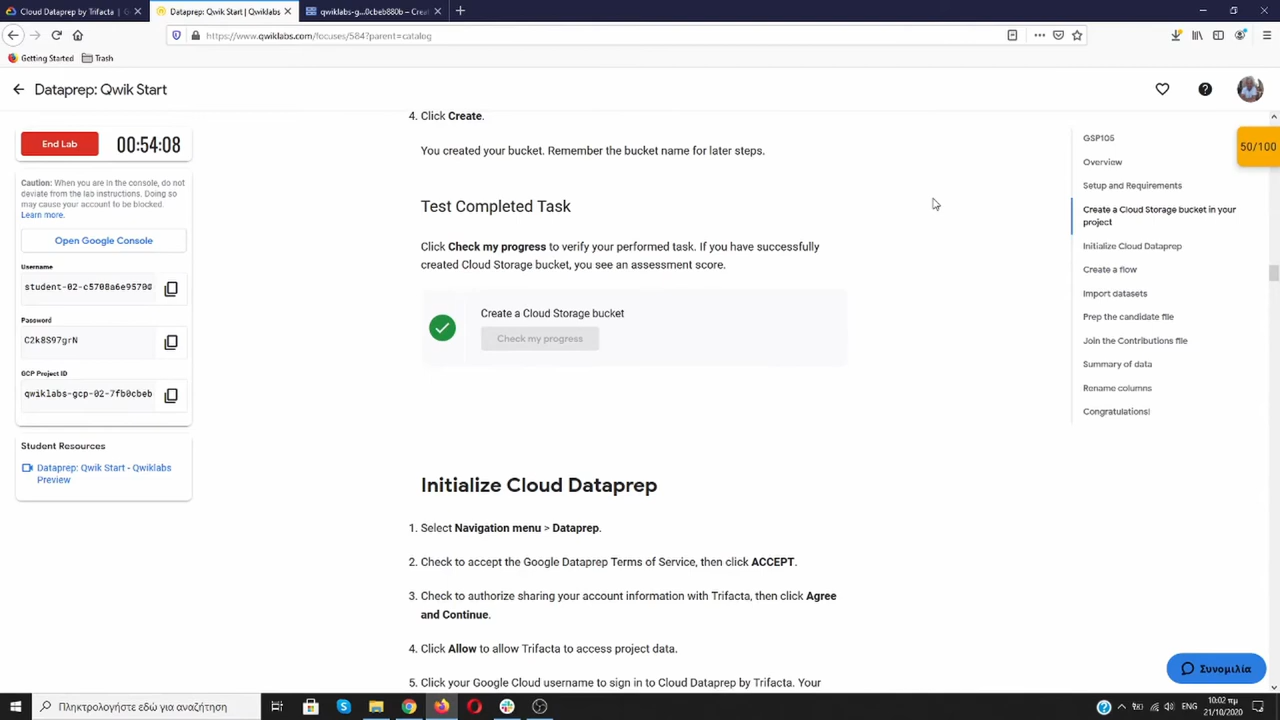 Cloud Dataprep by Trifacta
Dataprep: Qwik Start | Qwiklabs
qwiklabs-g...0cbeb880b – Creat
https://www.qwiklabs.com/focuses/584?parent=catalog
Getting Started
Trash
Dataprep: Qwik Start
End Lab
00:54:08
Caution: When you are in the console, do not
deviate from the lab instructions. Doing so
may cause your account to be blocked.
Learn more.
Open Google Console
Username
student-02-c5708a6e9570@
Password
C2k8S97grN
GCP Project ID
qwiklabs-gcp-02-7fb0cbeb
Student Resources
Dataprep: Qwik Start - Qwiklabs
Preview
4. Click Create.
You created your bucket. Remember the bucket name for later steps.
Test Completed Task
Click Check my progress to verify your performed task. If you have successfully
created Cloud Storage bucket, you see an assessment score.
Create a Cloud Storage bucket
Check my progress
Initialize Cloud Dataprep
1. Select Navigation menu > Dataprep.
2. Check to accept the Google Dataprep Terms of Service, then click ACCEPT.
3. Check to authorize sharing your account information with Trifacta, then click Agree
and Continue.
4. Click Allow to allow Trifacta to access project data.
5. Click your Google Cloud username to sign in to Cloud Dataprep by Trifacta. Your
GSP105
Overview
Setup and Requirements
Create a Cloud Storage bucket in your
project
Initialize Cloud Dataprep
Create a flow
Import datasets
Prep the candidate file
Join the Contributions file
Summary of data
Rename columns
Congratulations!
50/100
Συνομιλία
Πληκτρολογήστε εδώ για αναζήτηση
ENG
10:02 πμ
21/10/2020